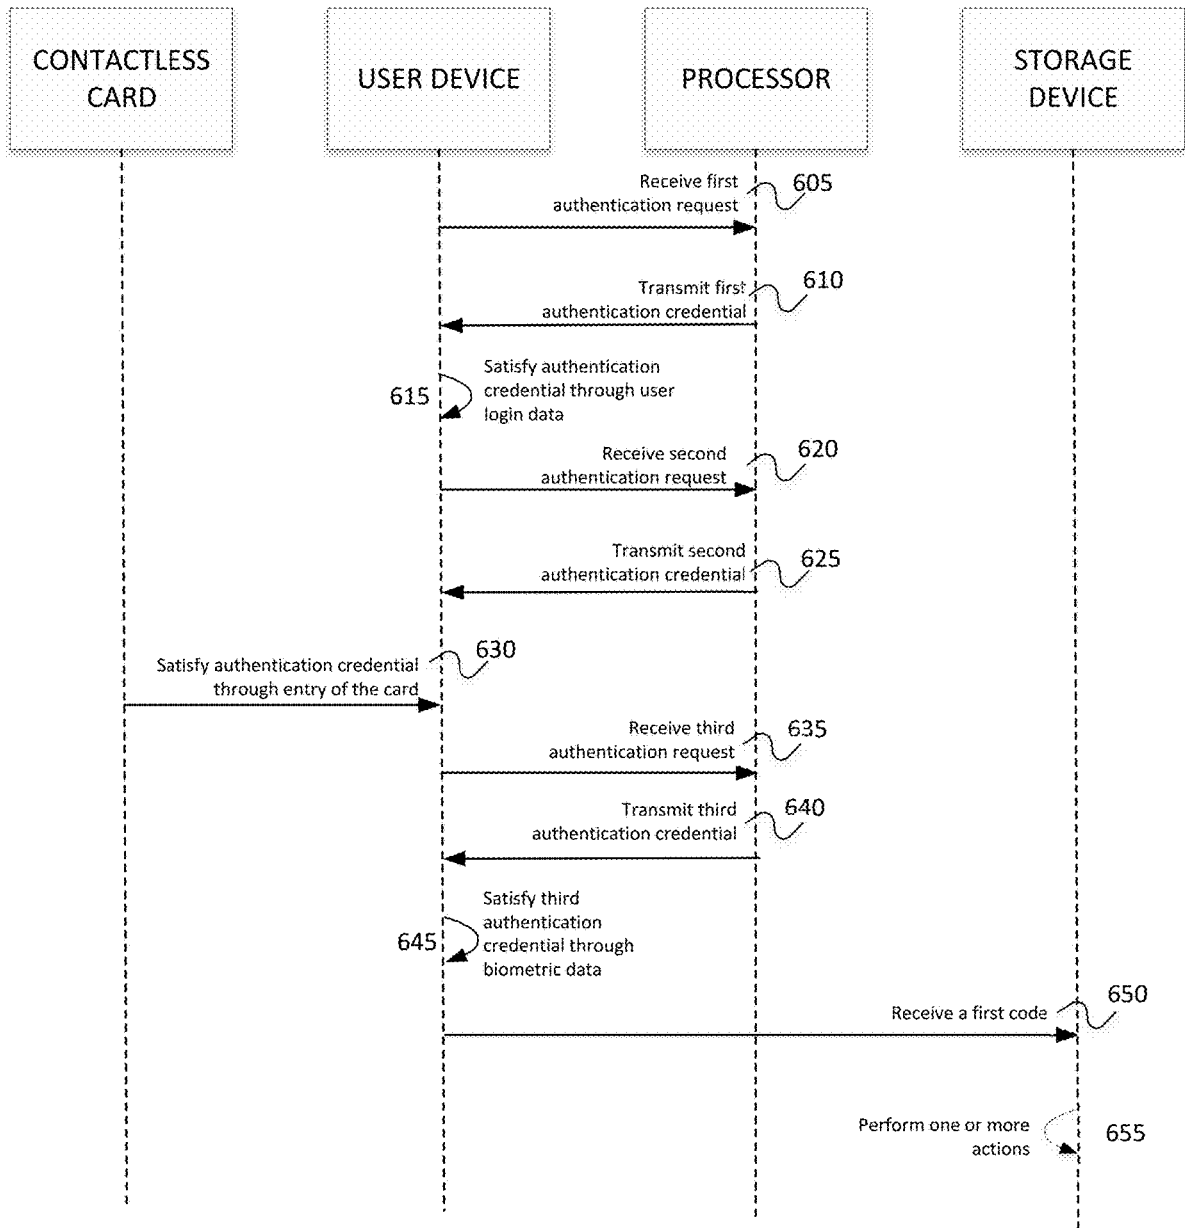 CONTACTLESS
CARD
USER DEVICE
PROCESSOR
STORAGE
DEVICE
Receive first
authentication request
605
Transmit first
authentication credential
610
Satisfy authentication
credential through user
login data
615
Receive second
authentication request
620
Transmit second
authentication credential
625
Satisfy authentication credential
through entry of the card
630
Receive third
authentication request
635
Transmit third
authentication credential
640
Satisfy third
authentication
credential through
biometric data
645
Receive a first code
650
Perform one or more
actions
655